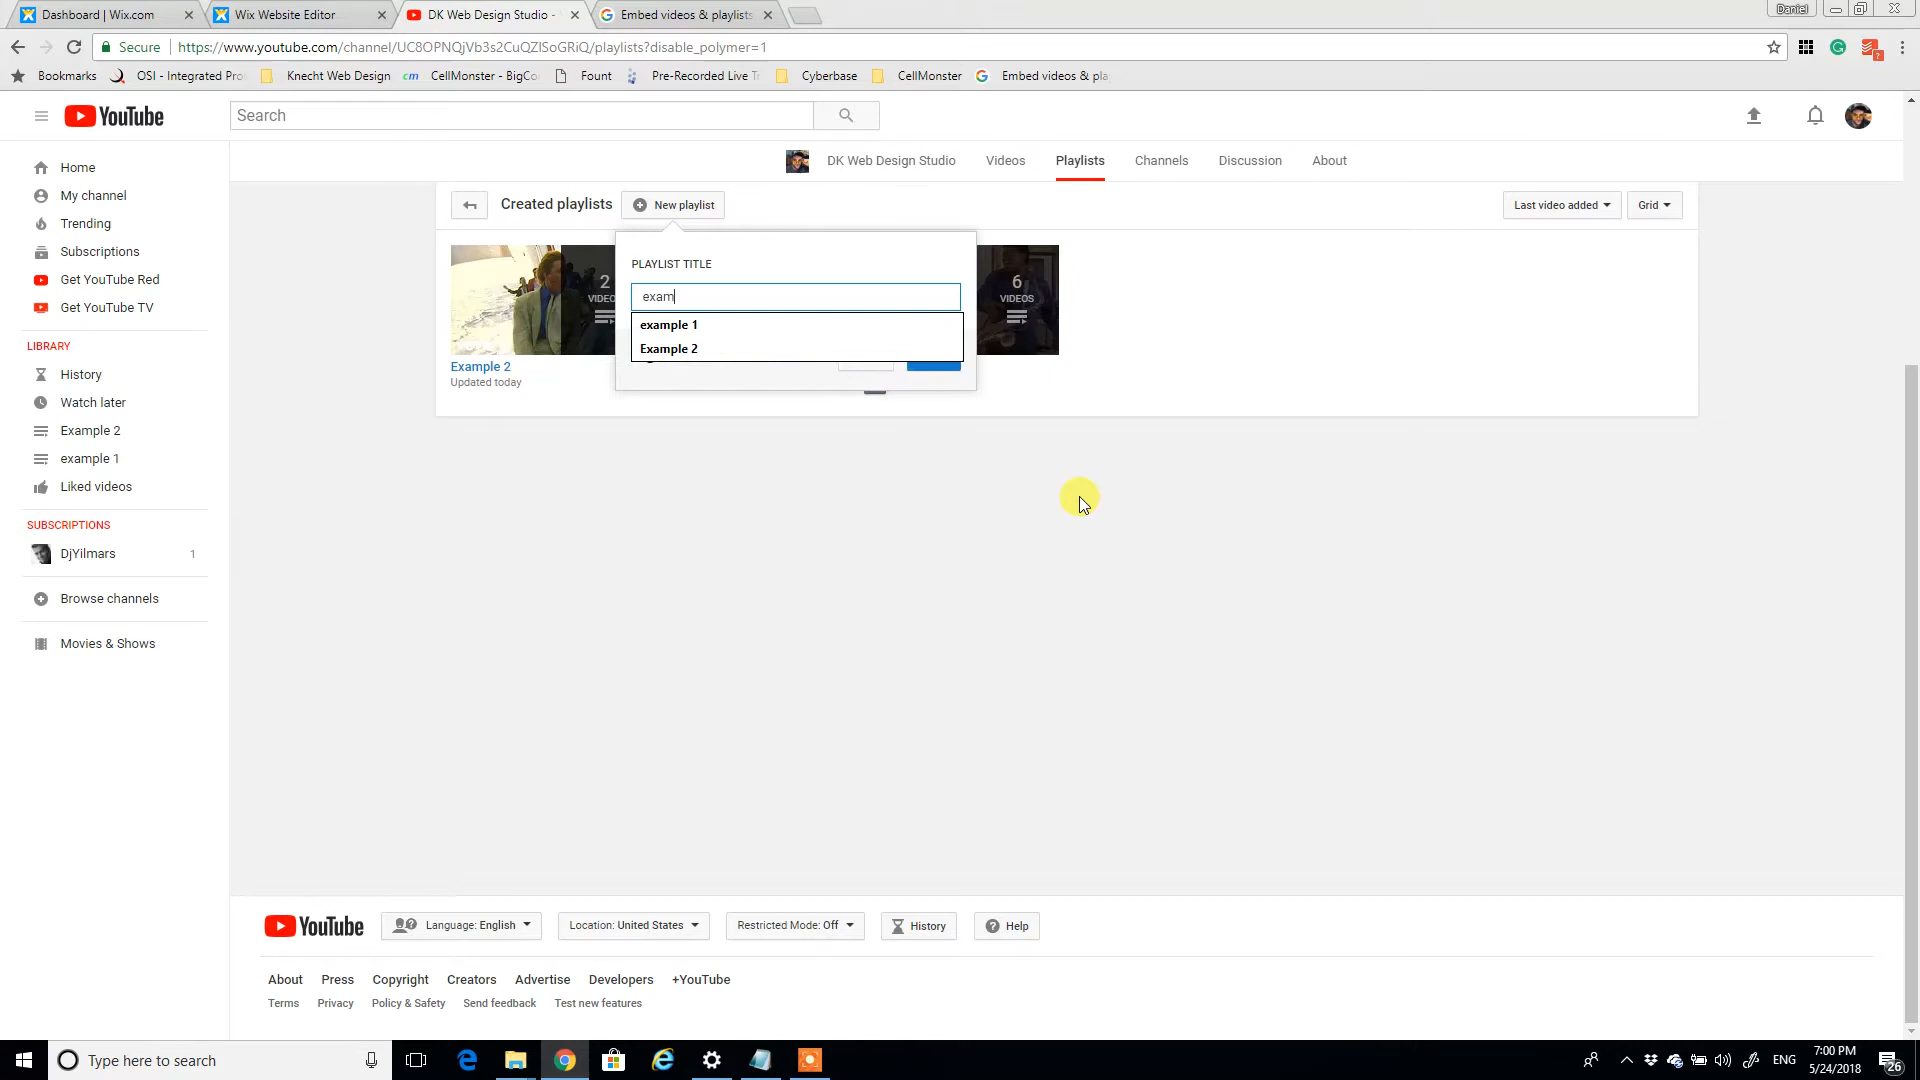 Dashboard | Wix.com
Wix Website Editor
DK Web Design Studio -
Embed videos & playlists
Daniel
Secure
https://www.youtube.com/channel/UC8OPNQjVb3s2CuQZISoGRiQ/playlists?disable_polymer=1
Bookmarks
OSI - Integrated Pro
Knecht Web Design
cm
CellMonster - BigCo
Fount
Pre-Recorded Live T
Cyberbase
CellMonster
Embed videos & pla
YouTube
Search
DK Web Design Studio
Videos
Playlists
Channels
Discussion
About
Home
My channel
Trending
Subscriptions
Get YouTube Red
Get YouTube TV
LIBRARY
History
Watch later
Example 2
example 1
Liked videos
SUBSCRIPTIONS
DjYilmars
1
Browse channels
Movies & Shows
Created playlists
New playlist
Last video added
Grid
PLAYLIST TITLE
exam
example 1
Example 2
2
VIDEO
6
VIDEOS
Example 2
Updated today
YouTube
Language: English
Location: United States
Restricted Mode: Off
History
Help
About
Press
Copyright
Creators
Advertise
Developers
+YouTube
Terms
Privacy
Policy & Safety
Send feedback
Test new features
Type here to search
ENG
7:00 PM
5/24/2018
26